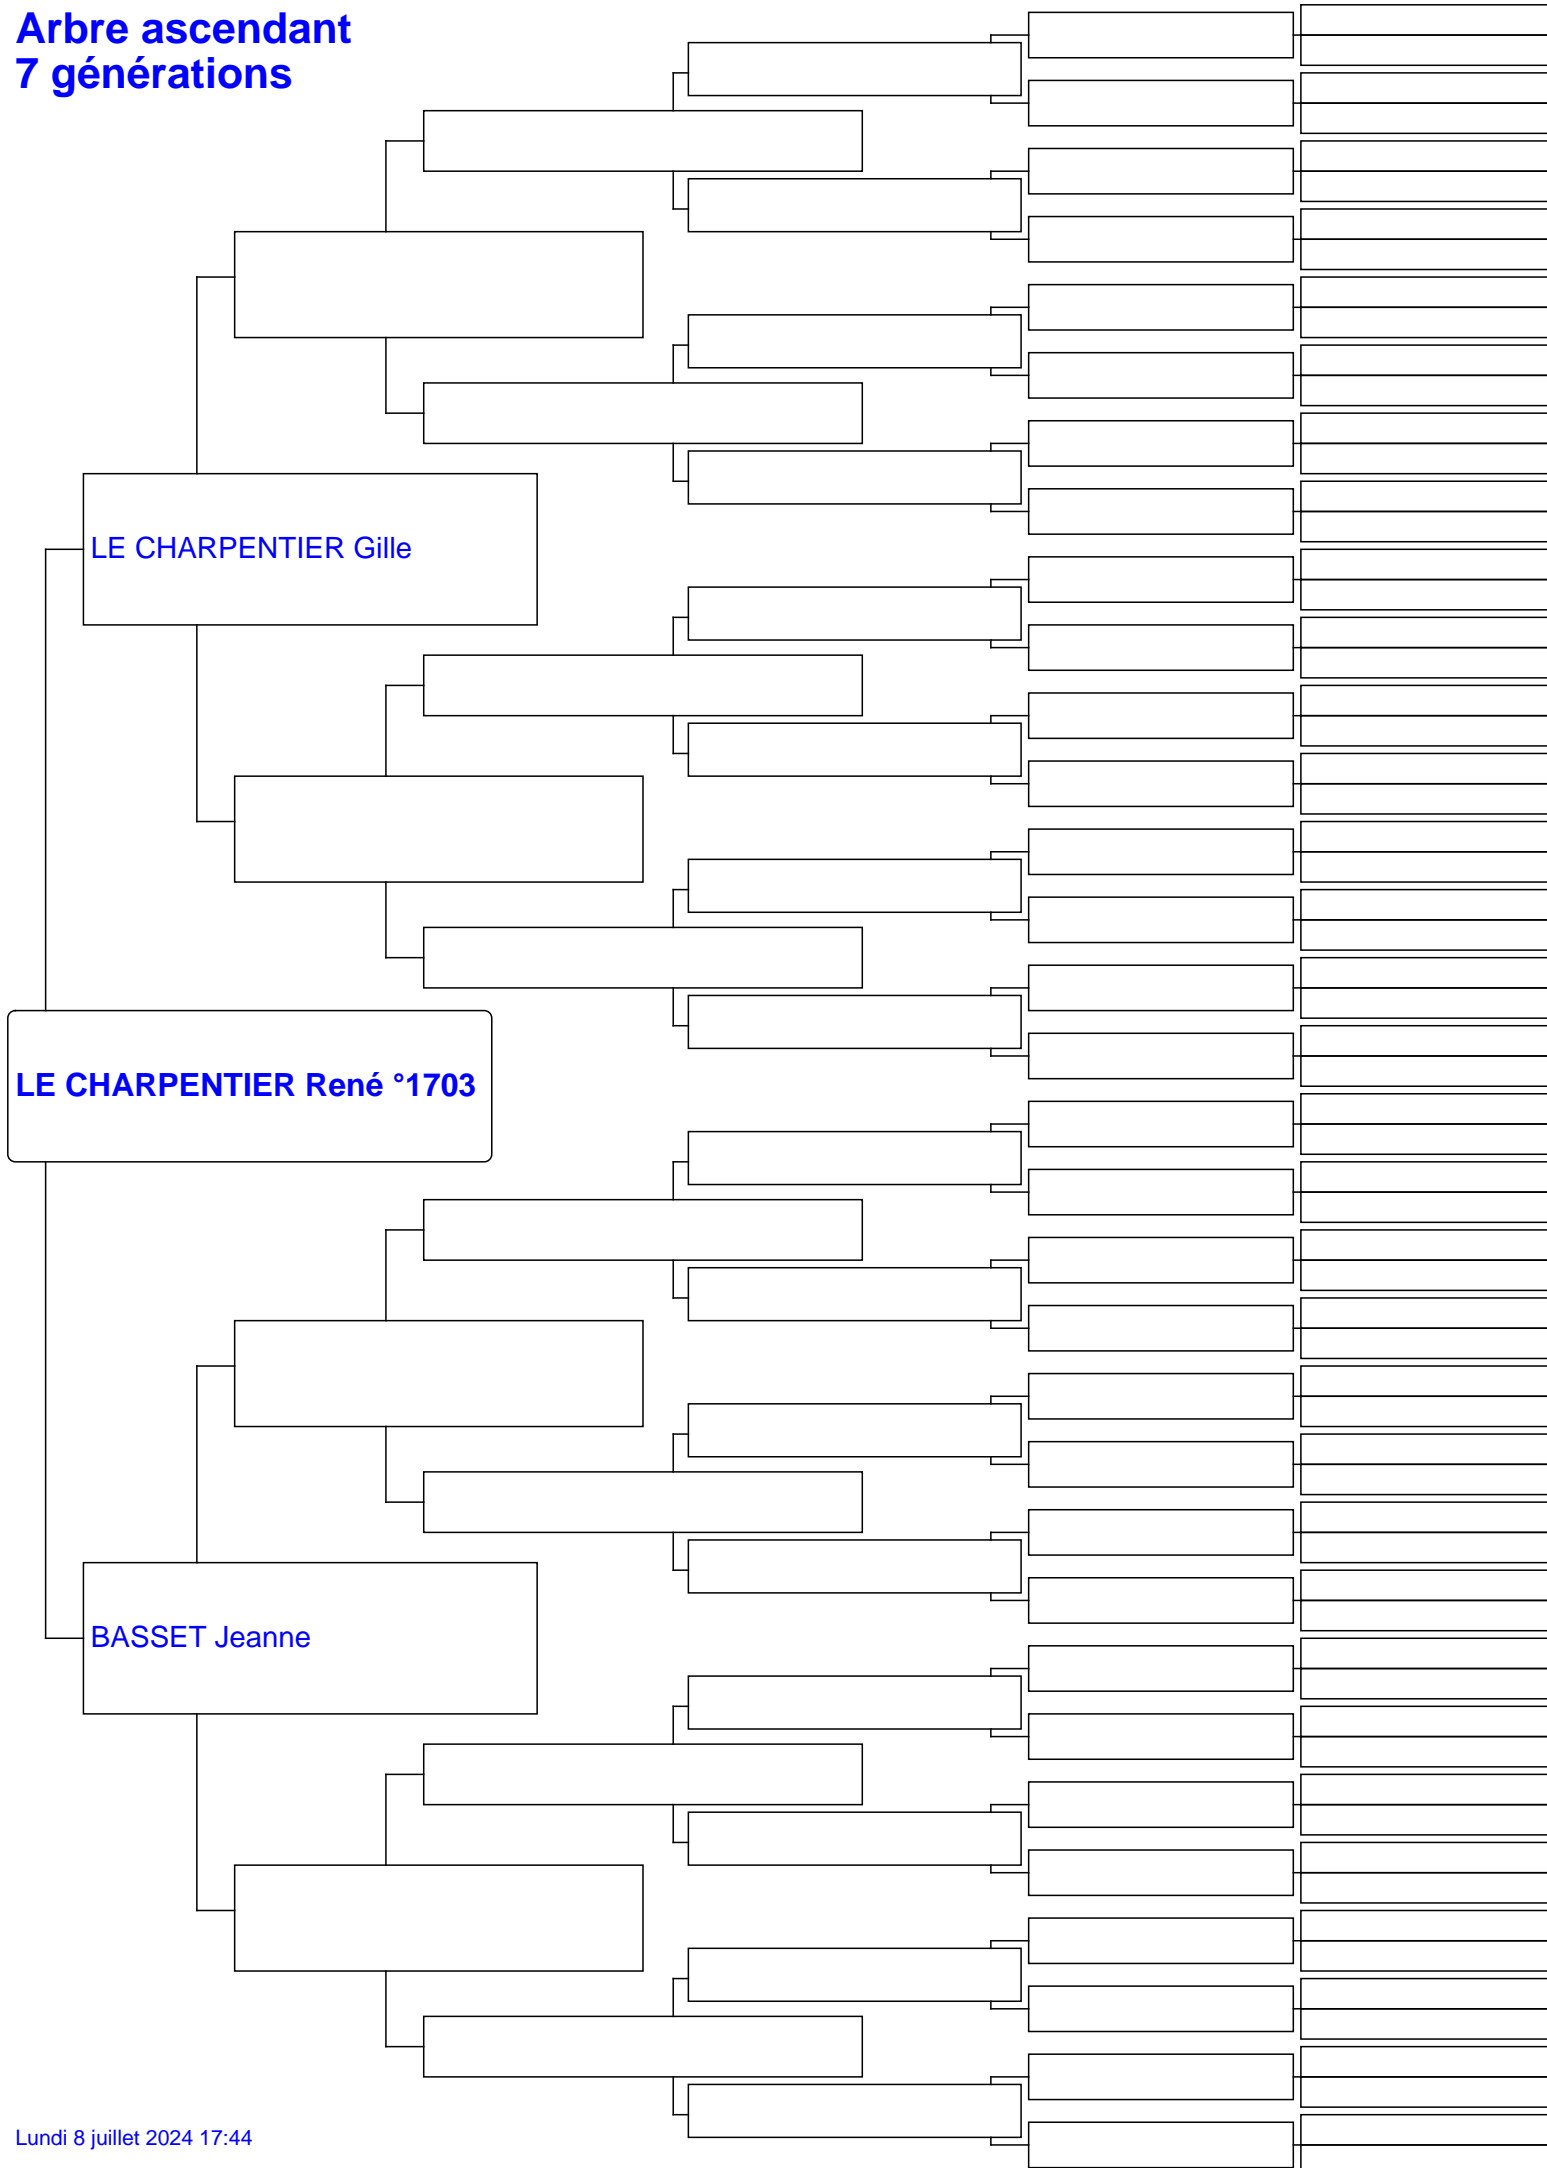 Arbre ascendant
7 générations
LE CHARPENTIER Gille
LE CHARPENTIER René °1703
BASSET Jeanne
Lundi 8 juillet 2024 17:44